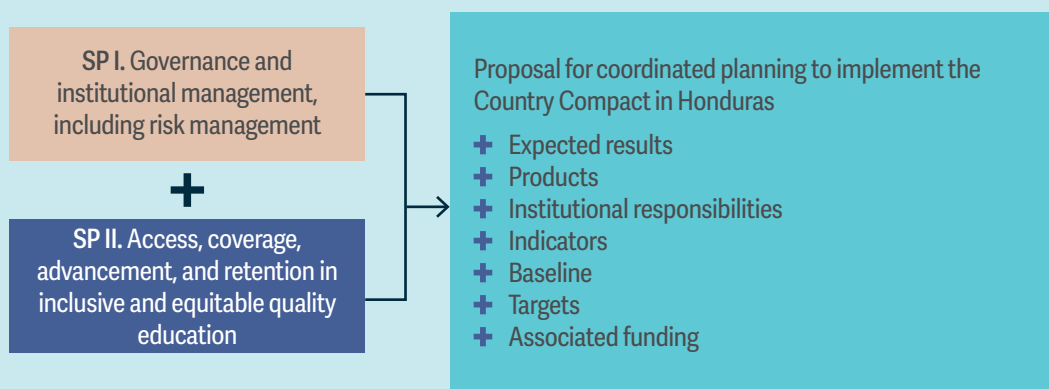 SP I. Governance and
institutional management,
including risk management
+
SP II. Access, coverage,
advancement, and retention in
inclusive and equitable quality
education
Proposal for coordinated planning to implement the
Country Compact in Honduras
+ Expected results
+ Products
+ Institutional responsibilities
+ Indicators
+ Baseline
+ Targets
+ Associated funding